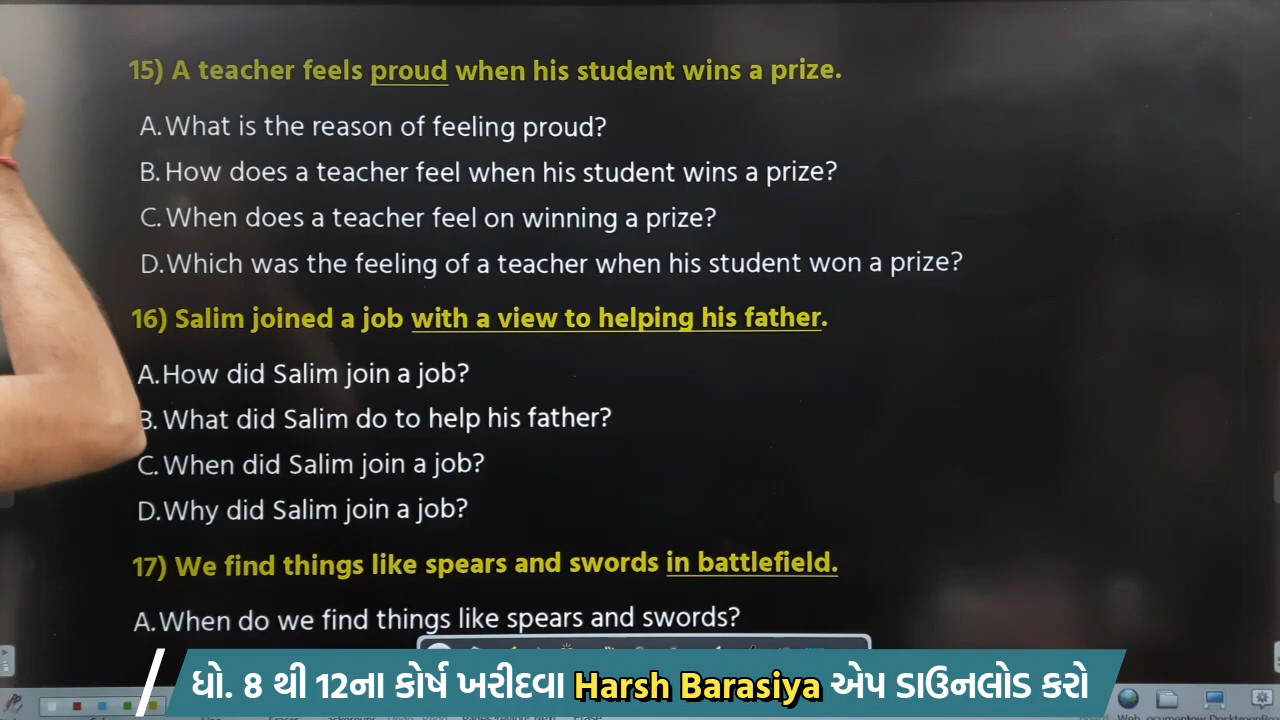 15) A teacher feels proud when his student wins a prize.
A. What is the reason of feeling proud?
B. How does a teacher feel when his student wins a prize?
C. When does a teacher feel on winning a prize?
D. Which was the feeling of a teacher when his student won a prize?
16) Salim joined a job with a view to helping his father.
A. How did Salim join a job?
B. What did Salim do to help his father?
C. When did Salim join a job?
D. Why did Salim join a job?
17) We find things like spears and swords in battlefield.
A. When do we find things like spears and swords?
ધો. 8 થી 12ના કોર્ષ ખરીદવા Harsh Barasiya એપ ડાઉનલોડ કરો